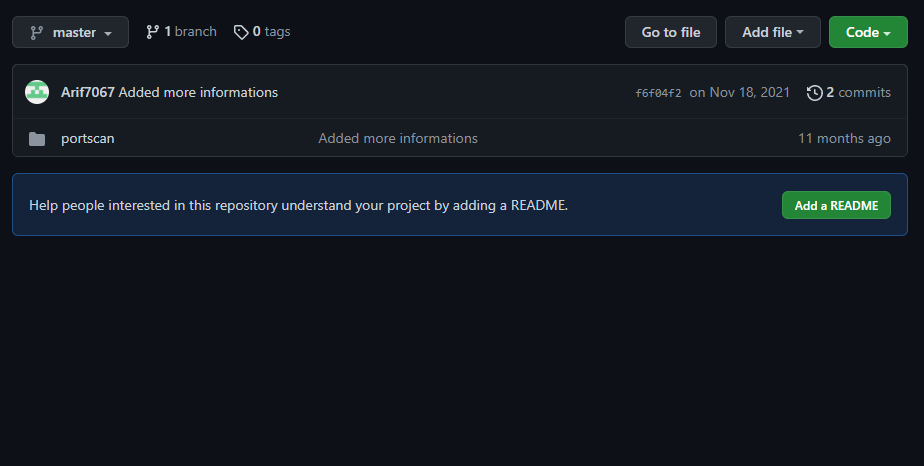 master 1 branch 0 tags Go to file Add file Code
Arif7067 Added more informations f6f04f2 on Nov 18, 2021 2 commits
portscan Added more informations 11 months ago
Help people interested in this repository understand your project by adding a README. Add a README